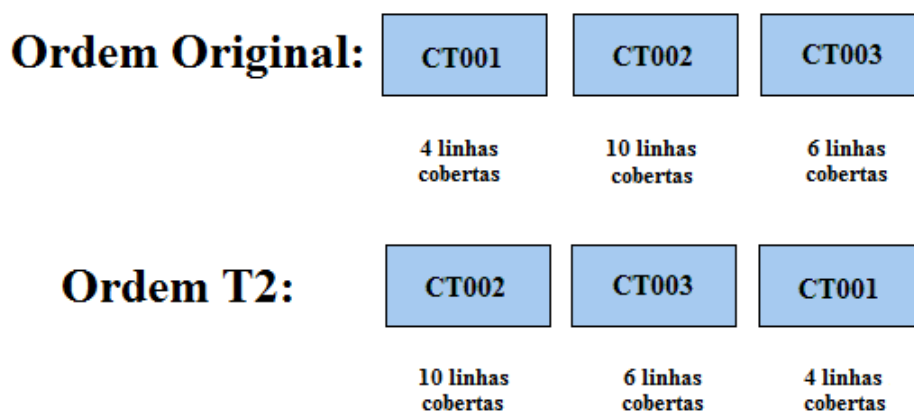 Ordem Original:
CT001
CT002
CT003
4 linhas
cobertas
10 linhas
cobertas
6 linhas
cobertas
Ordem T2:
CT002
CT003
CT001
10 linhas
cobertas
6 linhas
cobertas
4 linhas
cobertas